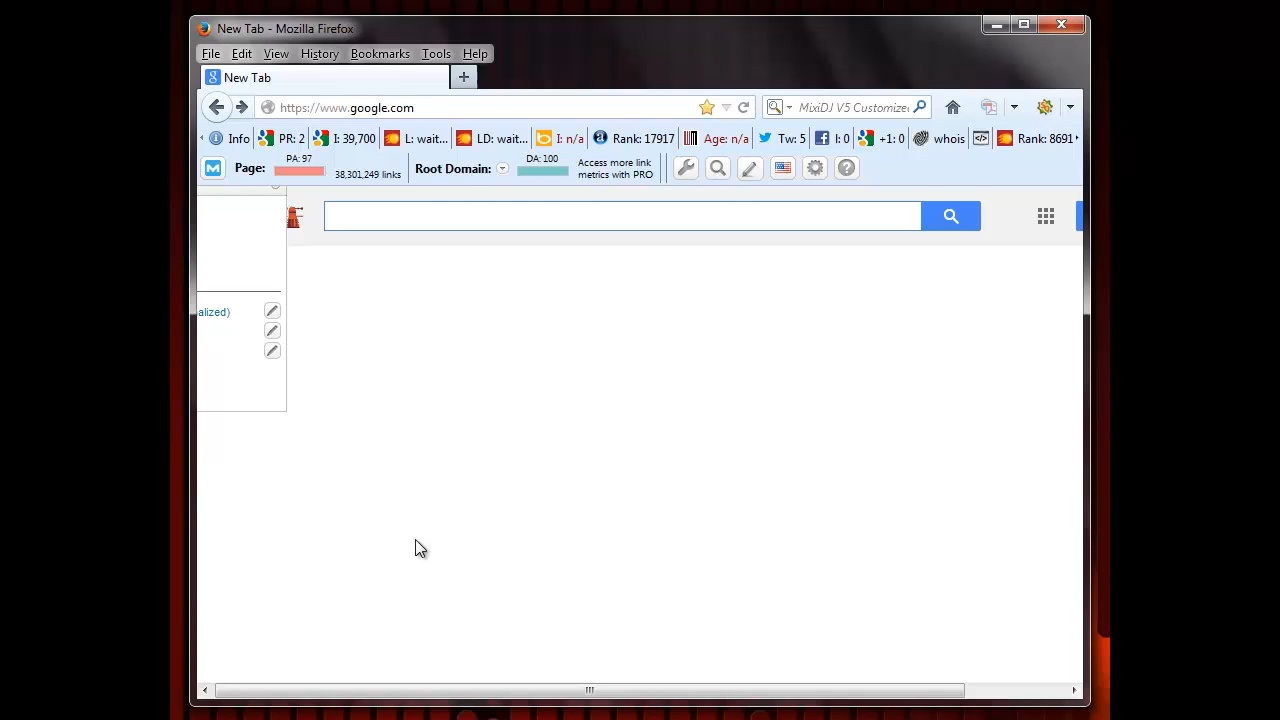 New Tab - Mozilla Firefox
File Edit View History Bookmarks Tools Help
New Tab
https://www.google.com MixiDJ V5 Customize
Info PR: 2 I: 39,700 L: wait... LD: wait... I: n/a Rank: 17917 Age: n/a Tw: 5 I: 0 +1: 0 whois Rank: 8691
Page: PA: 97 38,301,249 links Root Domain: DA: 100 Access more link
metrics with PRO
alized)